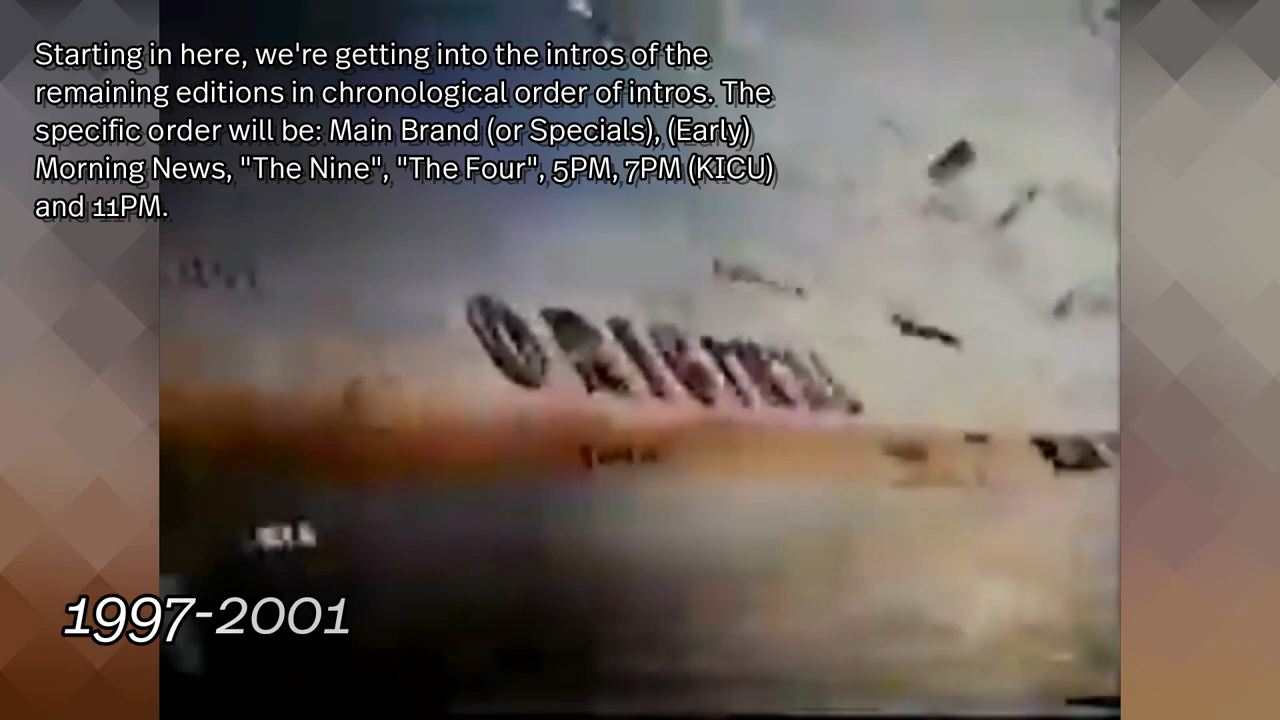 Starting in here, we're getting into the intros of the
remaining editions in chronological order of intros. The
specific order will be: Main Brand (or Specials), (Early)
Morning News, "The Nine", "The Four", 5PM, 7PM (KICU)
and 11PM.
1997-2001